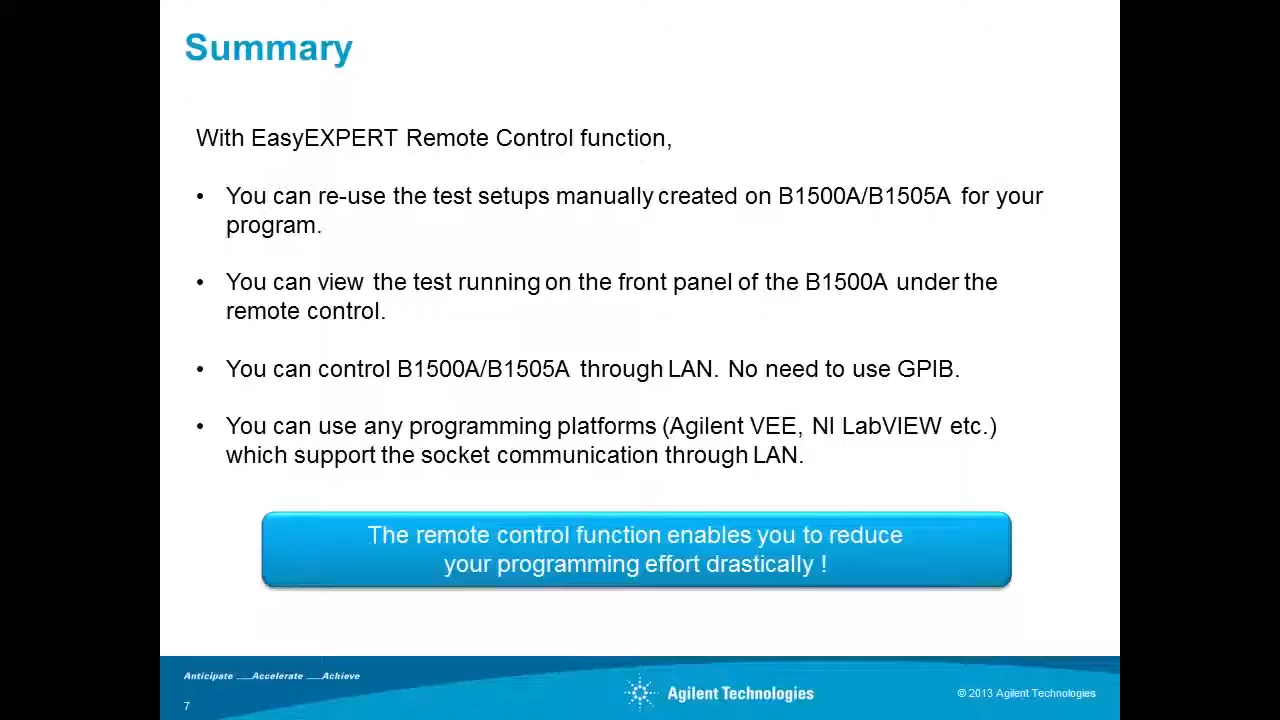 Summary
With EasyEXPERT Remote Control function,
• You can re-use the test setups manually created on B1500A/B1505A for your
program.
• You can view the test running on the front panel of the B1500A under the
remote control.
• You can control B1500A/B1505A through LAN. No need to use GPIB.
• You can use any programming platforms (Agilent VEE, NI LabVIEW etc.)
which support the socket communication through LAN.
The remote control function enables you to reduce
your programming effort drastically !
Anticipate __Accelerate __Achieve
Agilent Technologies
© 2013 Agilent Technologies
7